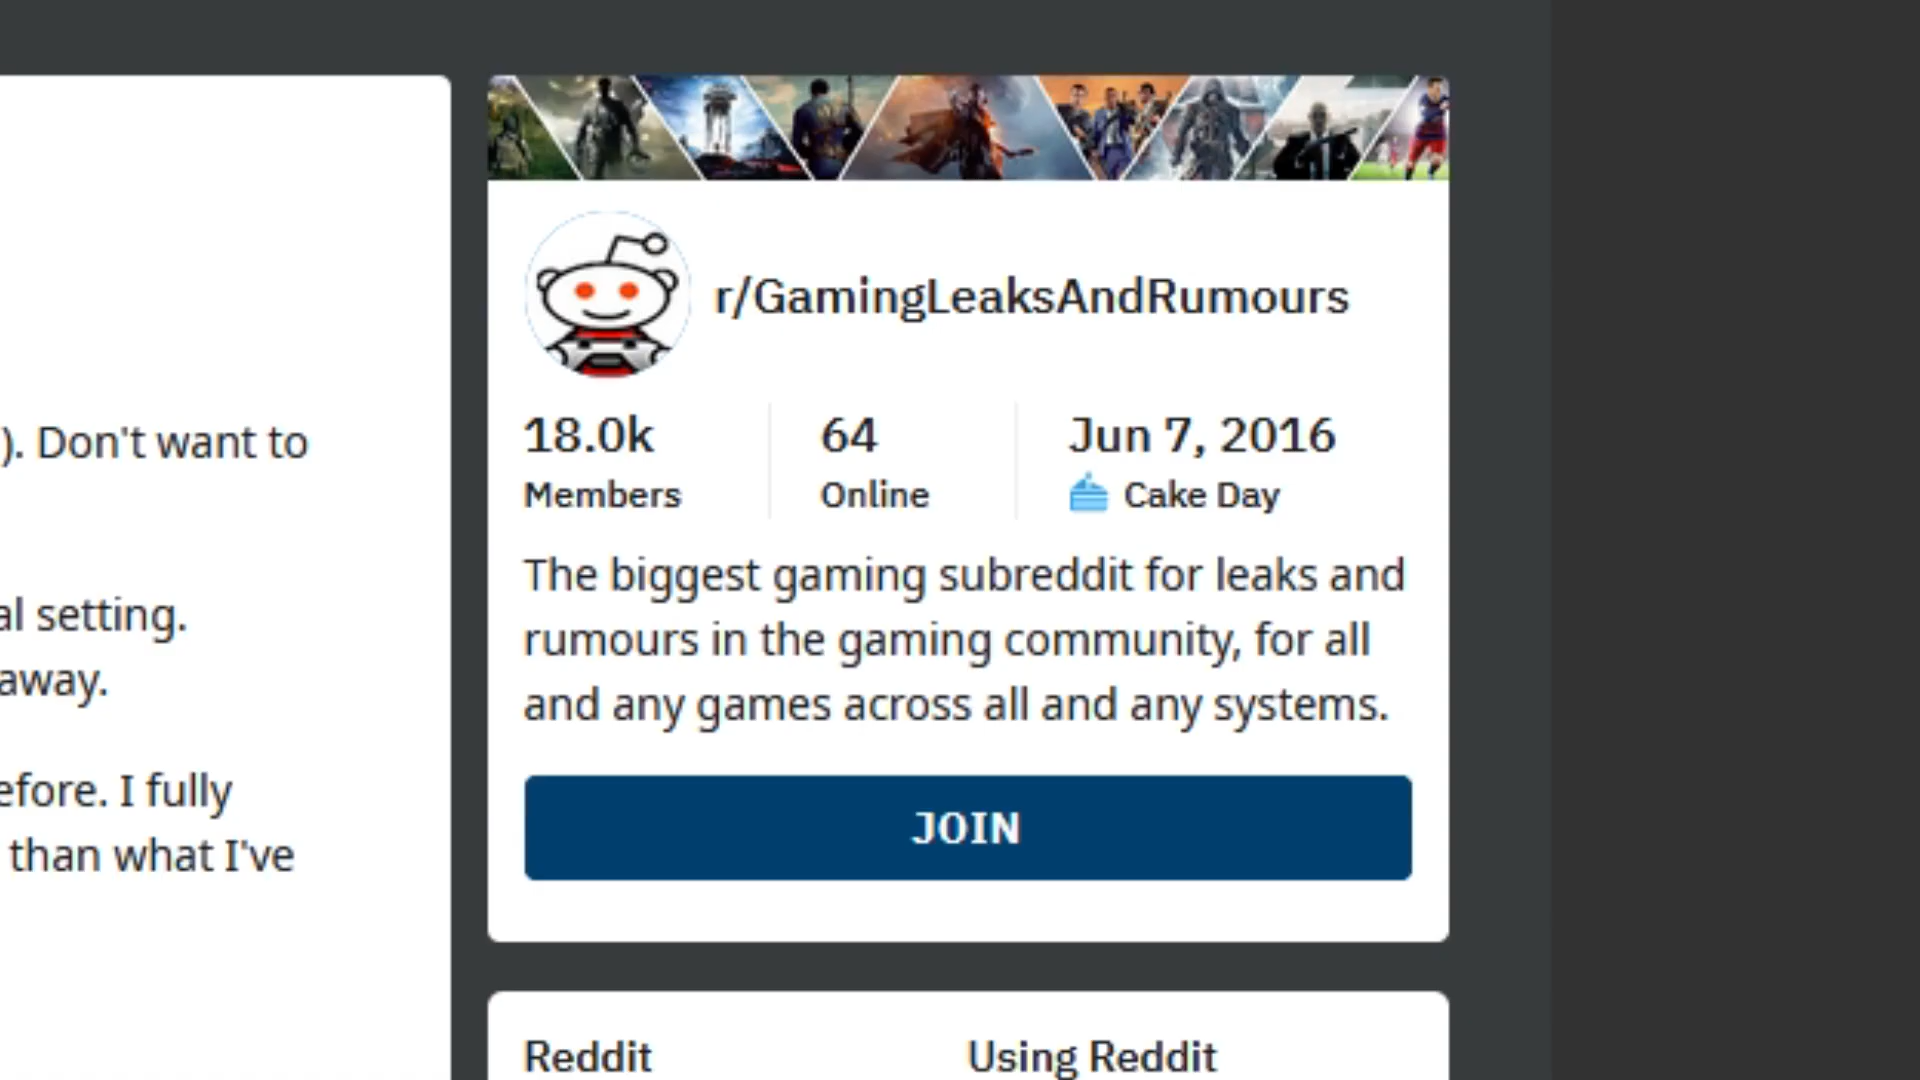 ). Don't want to
al setting.
away.
efore. I fully
than what I've
r/GamingLeaksAndRumours
18.0k
Members
64
Online
Jun 7, 2016
Cake Day
The biggest gaming subreddit for leaks and
rumours in the gaming community, for all
and any games across all and any systems.
JOIN
Reddit
Using Reddit